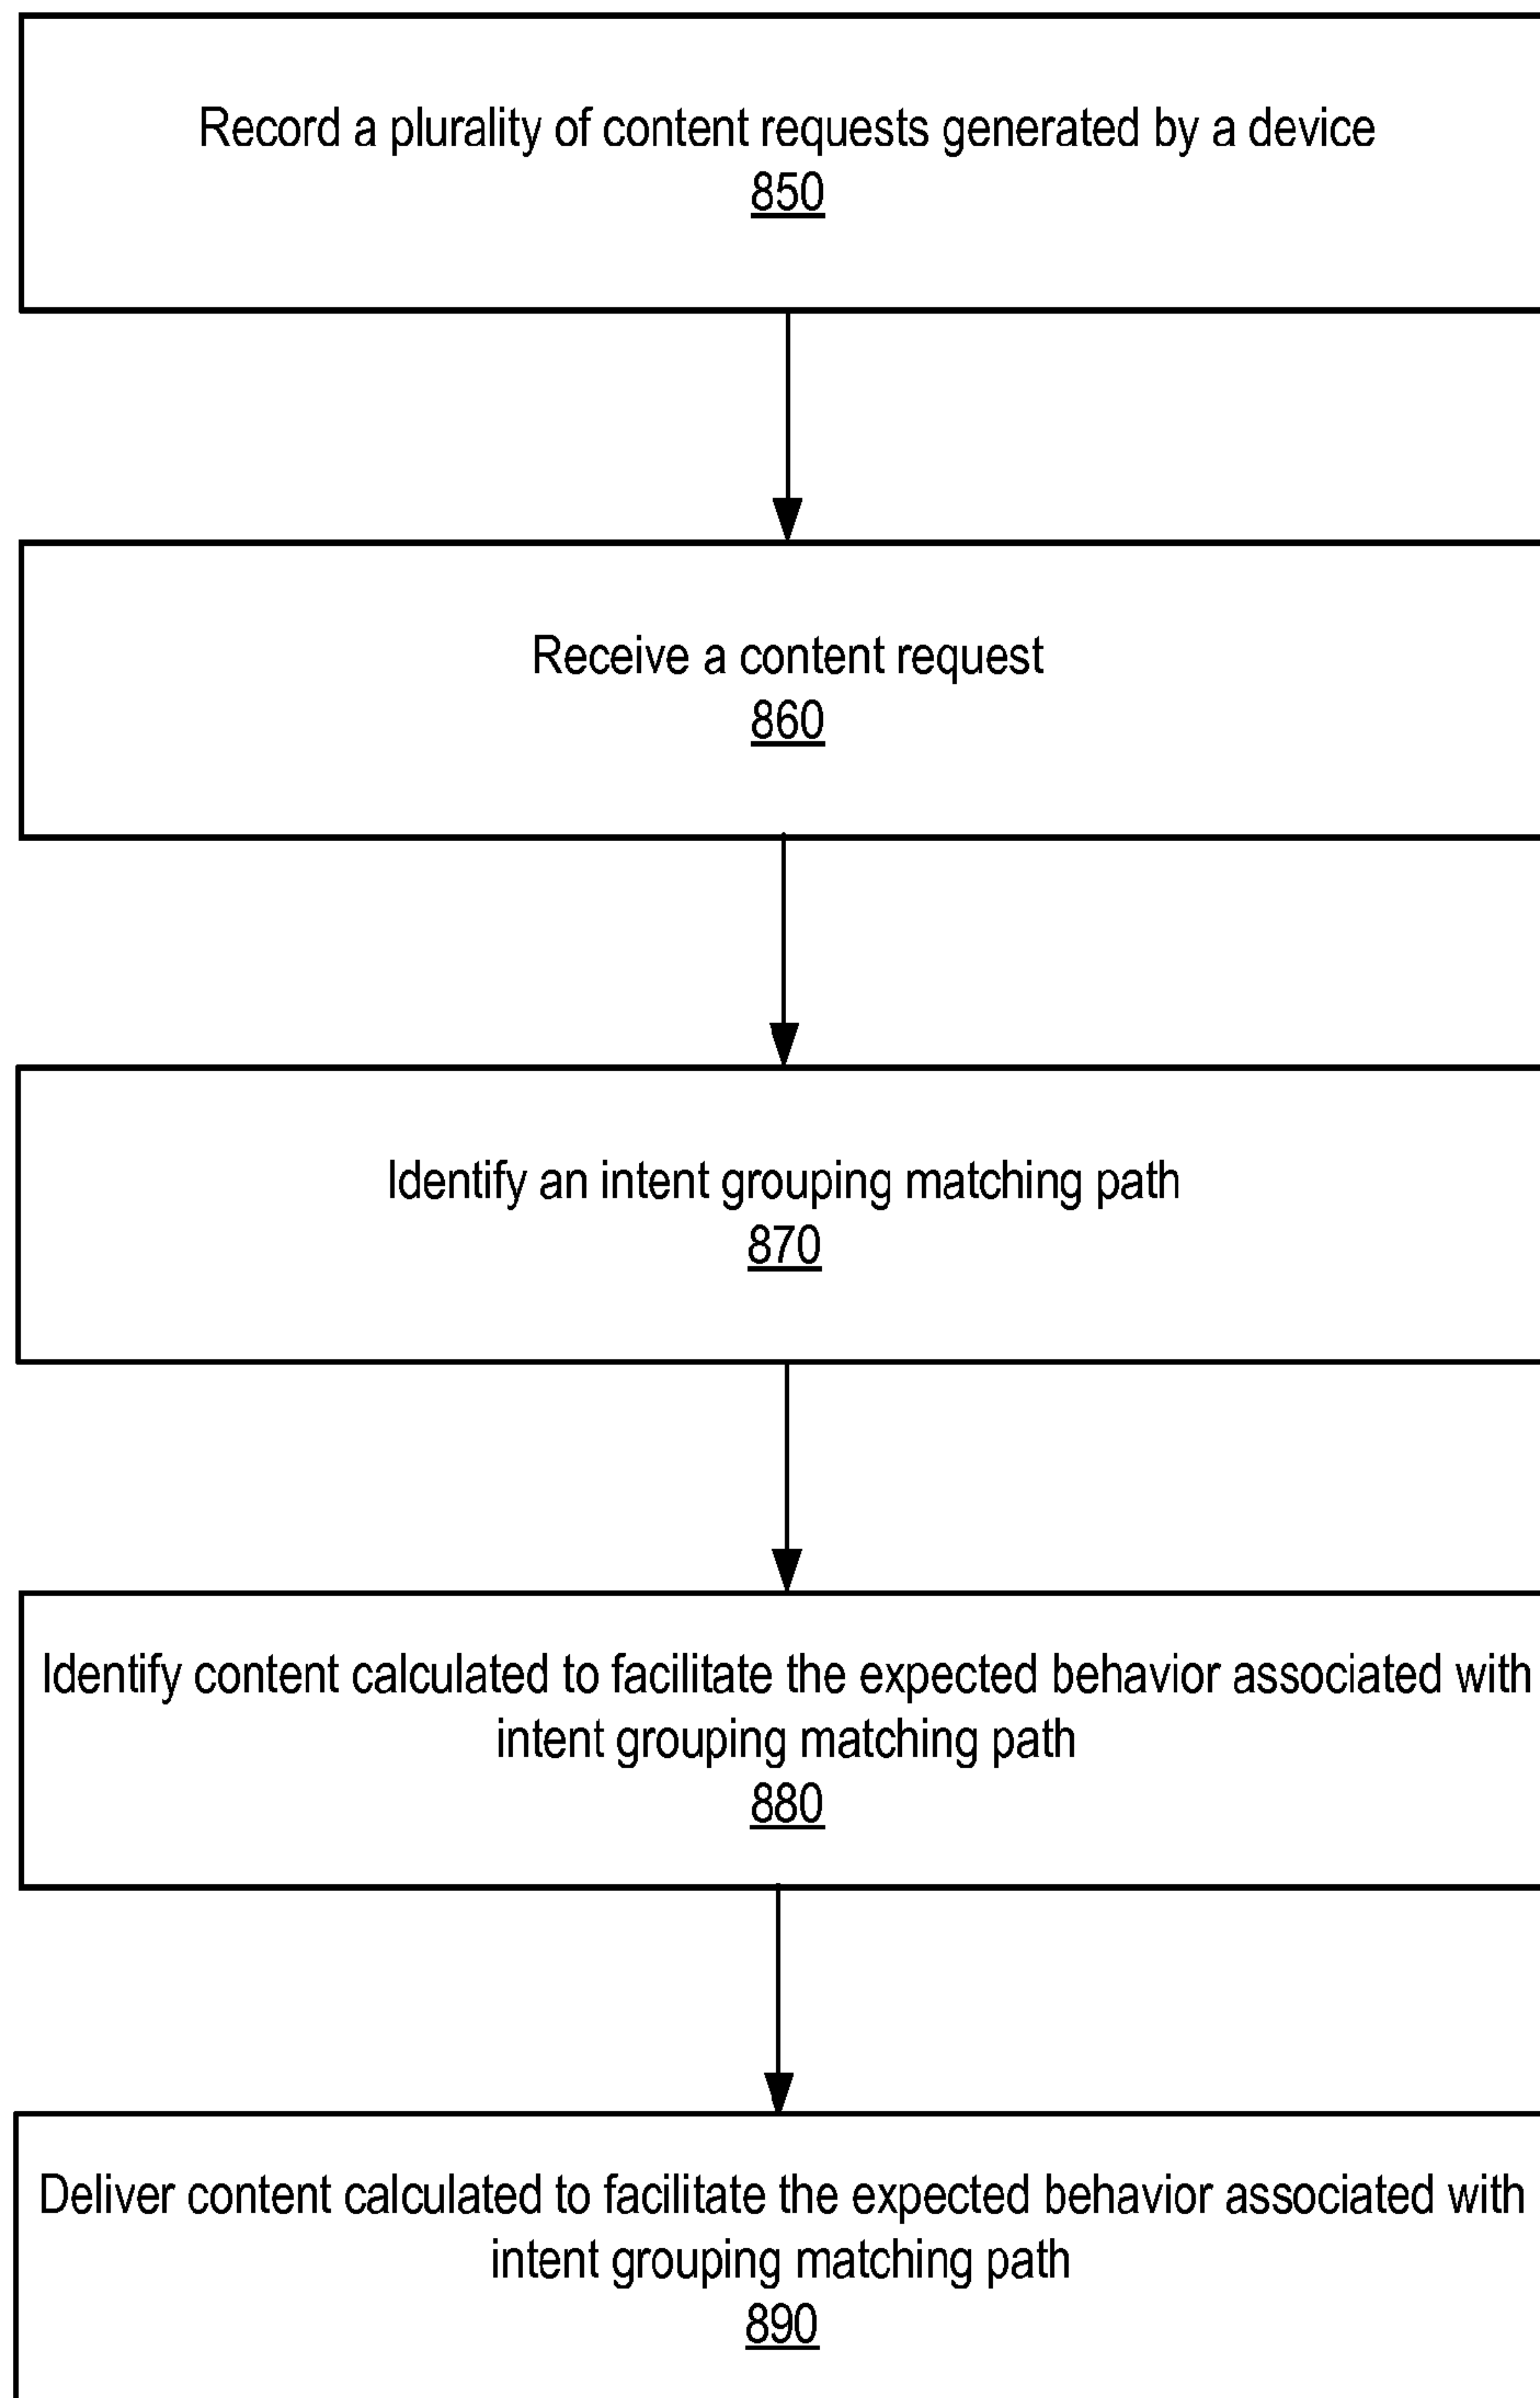 Record a plurality of content requests generated by a device
850
Receive a content request
860
Identify an intent grouping matching path
870
Identify content calculated to facilitate the expected behavior associated with
intent grouping matching path
880
Deliver content calculated to facilitate the expected behavior associated with
intent grouping matching path
890